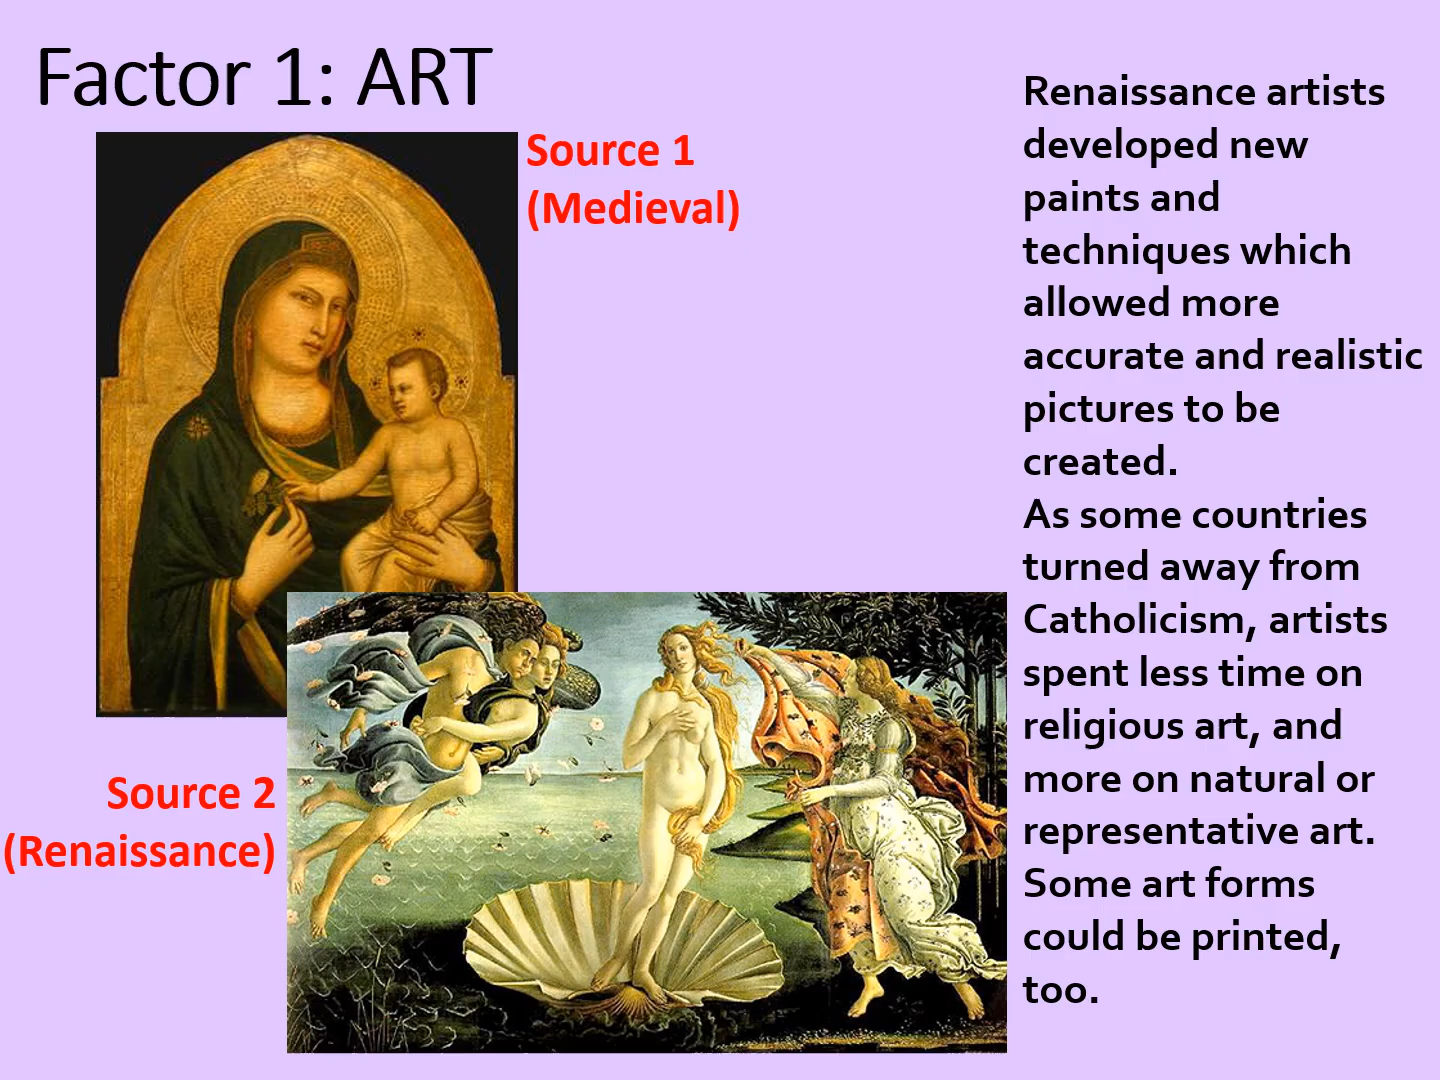 Factor 1: ART
Source 1
(Medieval)
Source 2
(Renaissance)
Renaissance artists
developed new
paints and
techniques which
allowed more
accurate and realistic
pictures to be
created.
As some countries
turned away from
Catholicism, artists
spent less time on
religious art, and
more on natural or
representative art.
Some art forms
could be printed,
too.